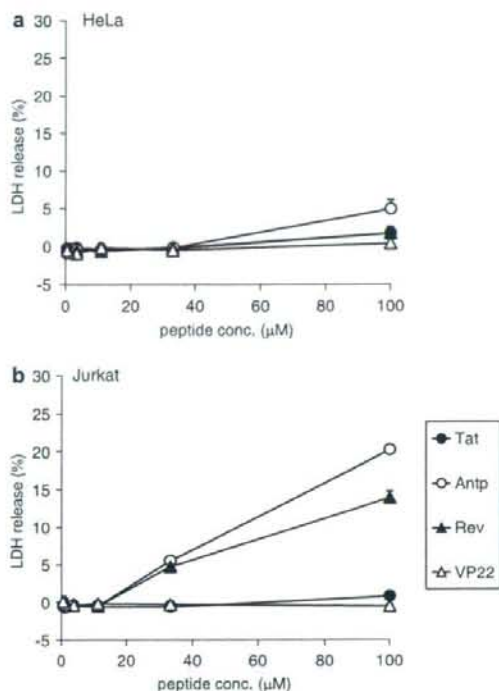 a HeLa
30
25
20
15
10
5
0
-5
LDH release (%)
0 20 40 60 80 100
peptide conc. (µM)
b Jurkat
30
25
20
15
10
5
0
-5
LDH release (%)
0 20 40 60 80 100
peptide conc. (µM)
Tat
Antp
Rev
VP22